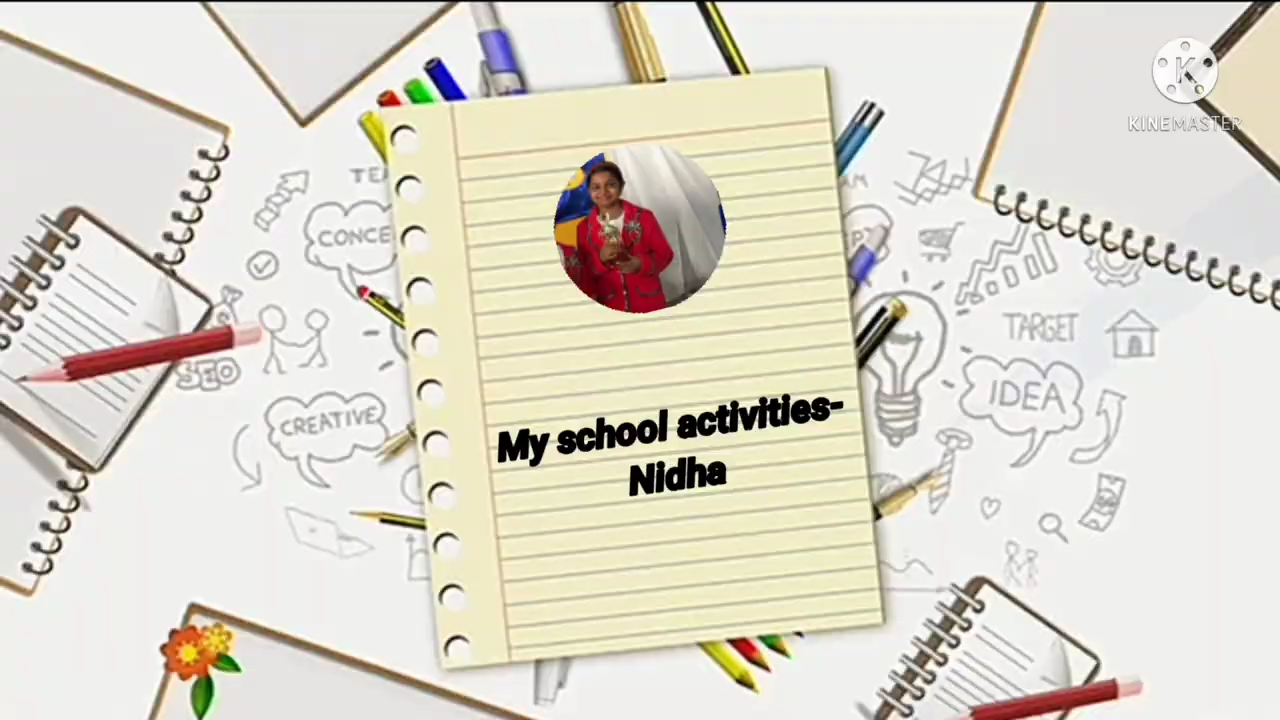 KINEMASTER
CONCE
TARGET
SEO
IDEA
CREATIVE
My school activities-
Nidha